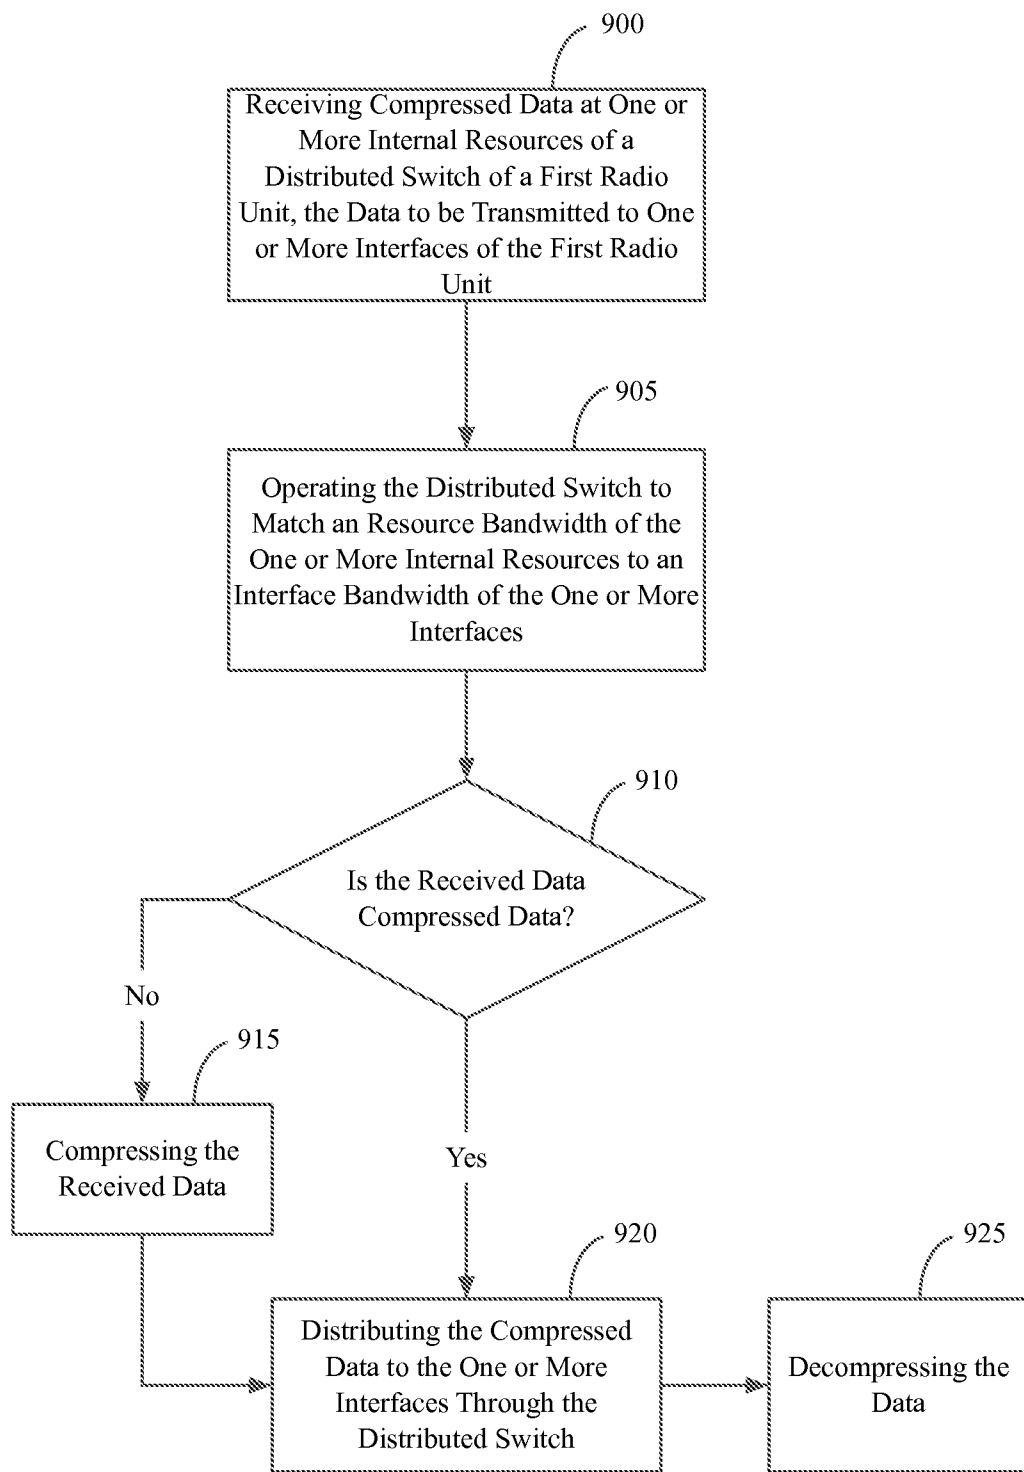 900
Receiving Compressed Data at One or
More Internal Resources of a
Distributed Switch of a First Radio
Unit, the Data to be Transmitted to One
or More Interfaces of the First Radio
Unit
905
Operating the Distributed Switch to
Match an Resource Bandwidth of the
One or More Internal Resources to an
Interface Bandwidth of the One or More
Interfaces
910
Is the Received Data
Compressed Data?
No
915
Compressing the
Received Data
Yes
920
Distributing the Compressed
Data to the One or More
Interfaces Through the
Distributed Switch
925
Decompressing the
Data